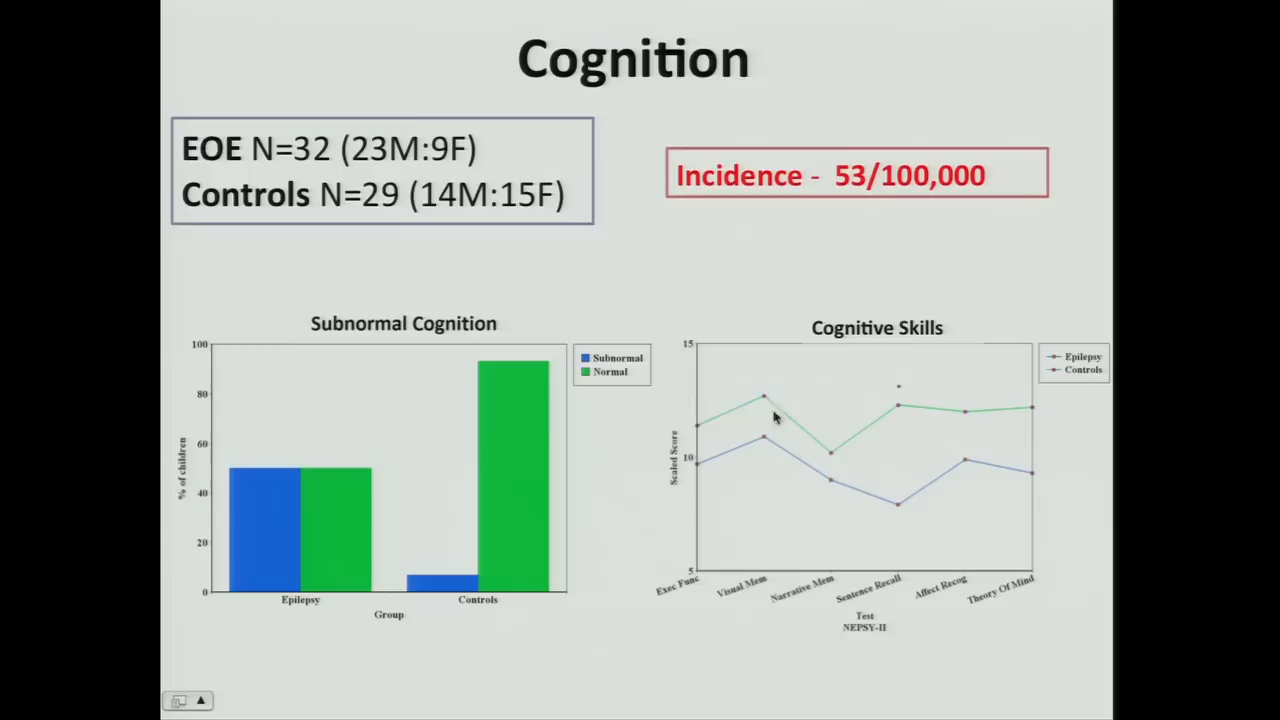 Cognition
EOE N=32 (23M:9F)
Controls N=29 (14M:15F)
Incidence - 53/100,000
Subnormal Cognition
100
80
60
40
20
0
% of children
Epilepsy
Controls
Group
Subnormal
Normal
Cognitive Skills
15
10
5
Scaled Score
Exec Func
Visual Mem
Narrative Mem
Sentence Recall
Affect Recog
Theory Of Mind
Test
NEPSY-II
Epilepsy
Controls